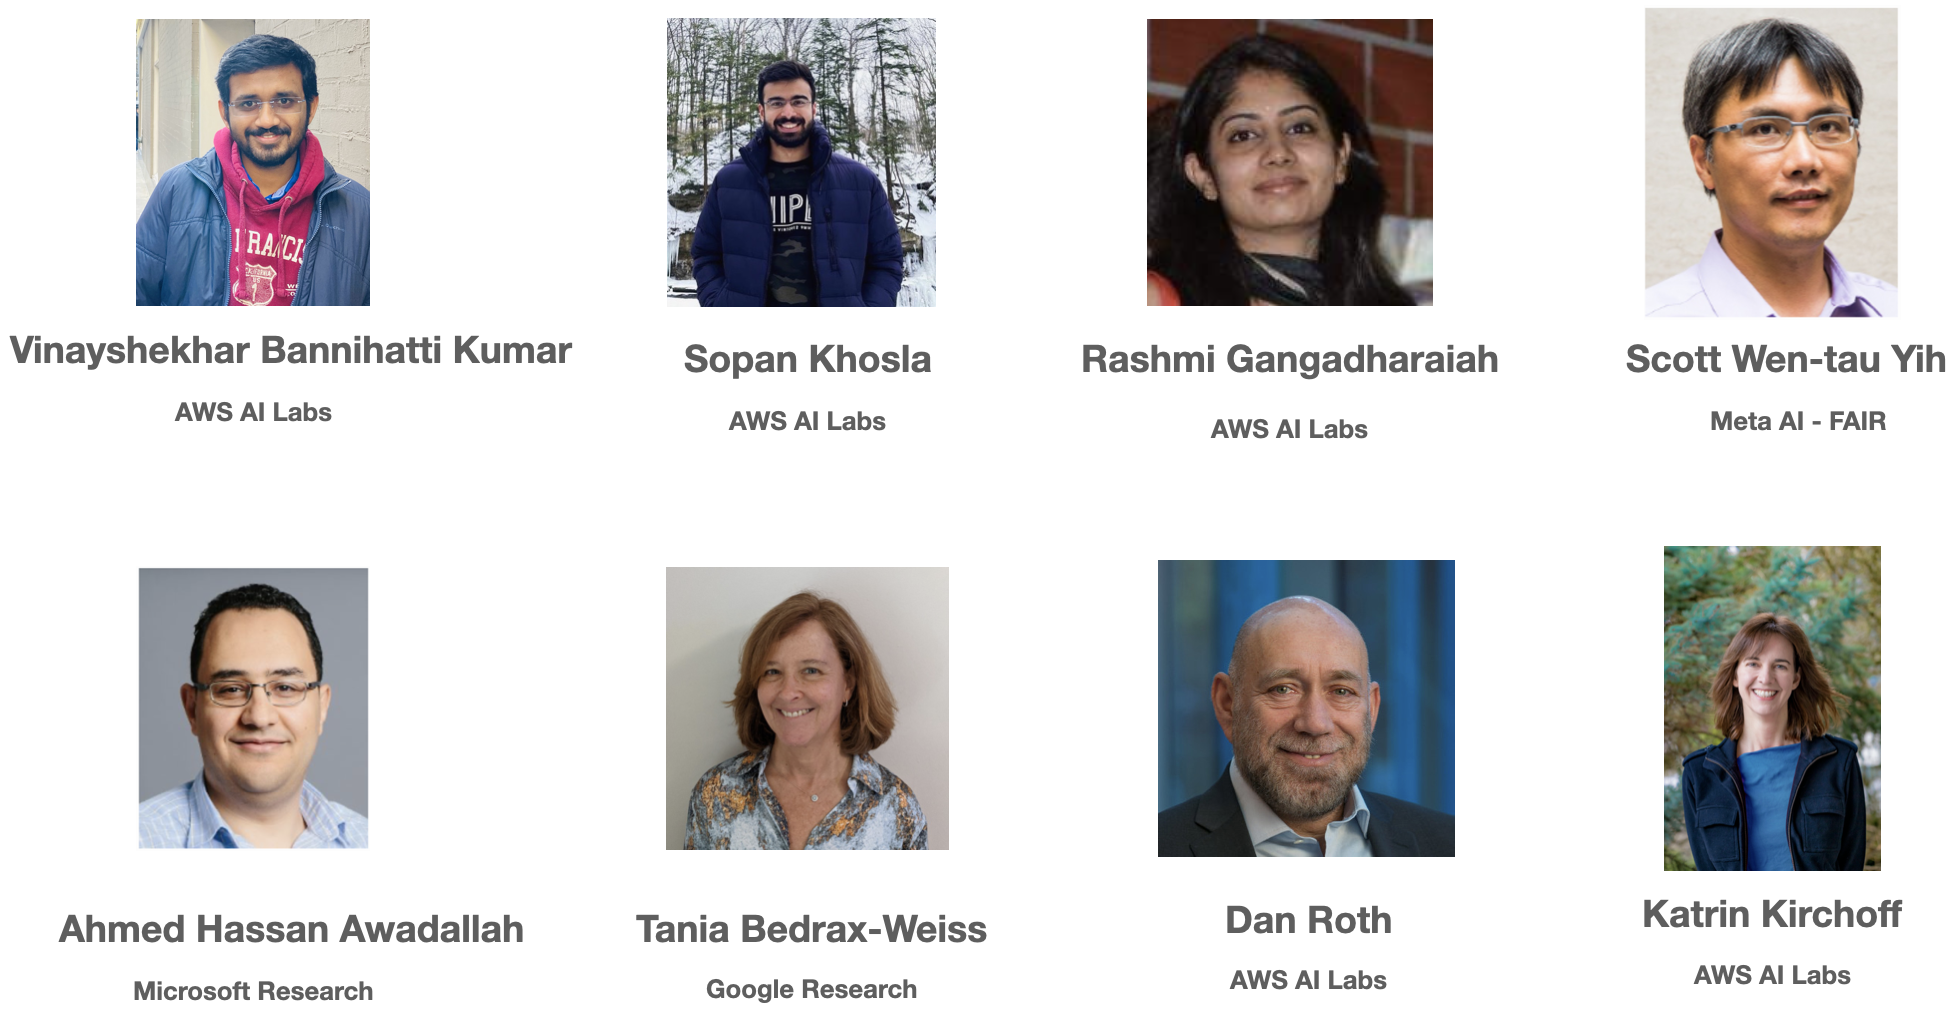 FRANCIS
IIPE
Vinayshekhar Bannihatti Kumar
AWS AI Labs
Sopan Khosla
AWS AI Labs
Rashmi Gangadharaiah
AWS AI Labs
Scott Wen-tau Yih
Meta AI - FAIR
Ahmed Hassan Awadallah
Microsoft Research
Tania Bedrax-Weiss
Google Research
Dan Roth
AWS AI Labs
Katrin Kirchoff
AWS AI Labs